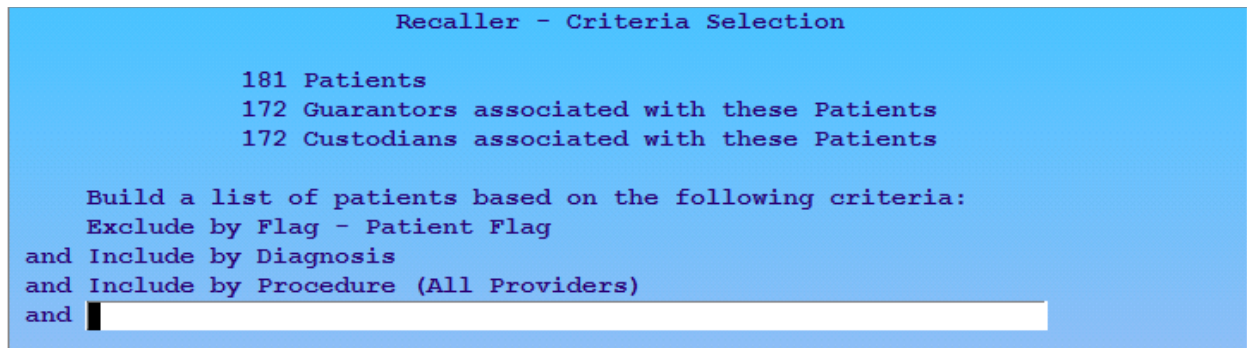 Recaller - Criteria Selection
181 Patients
172 Guarantors associated with these Patients
172 Custodians associated with these Patients
Build a list of patients based on the following criteria:
Exclude by Flag - Patient Flag
and Include by Diagnosis
and Include by Procedure (All Providers)
and